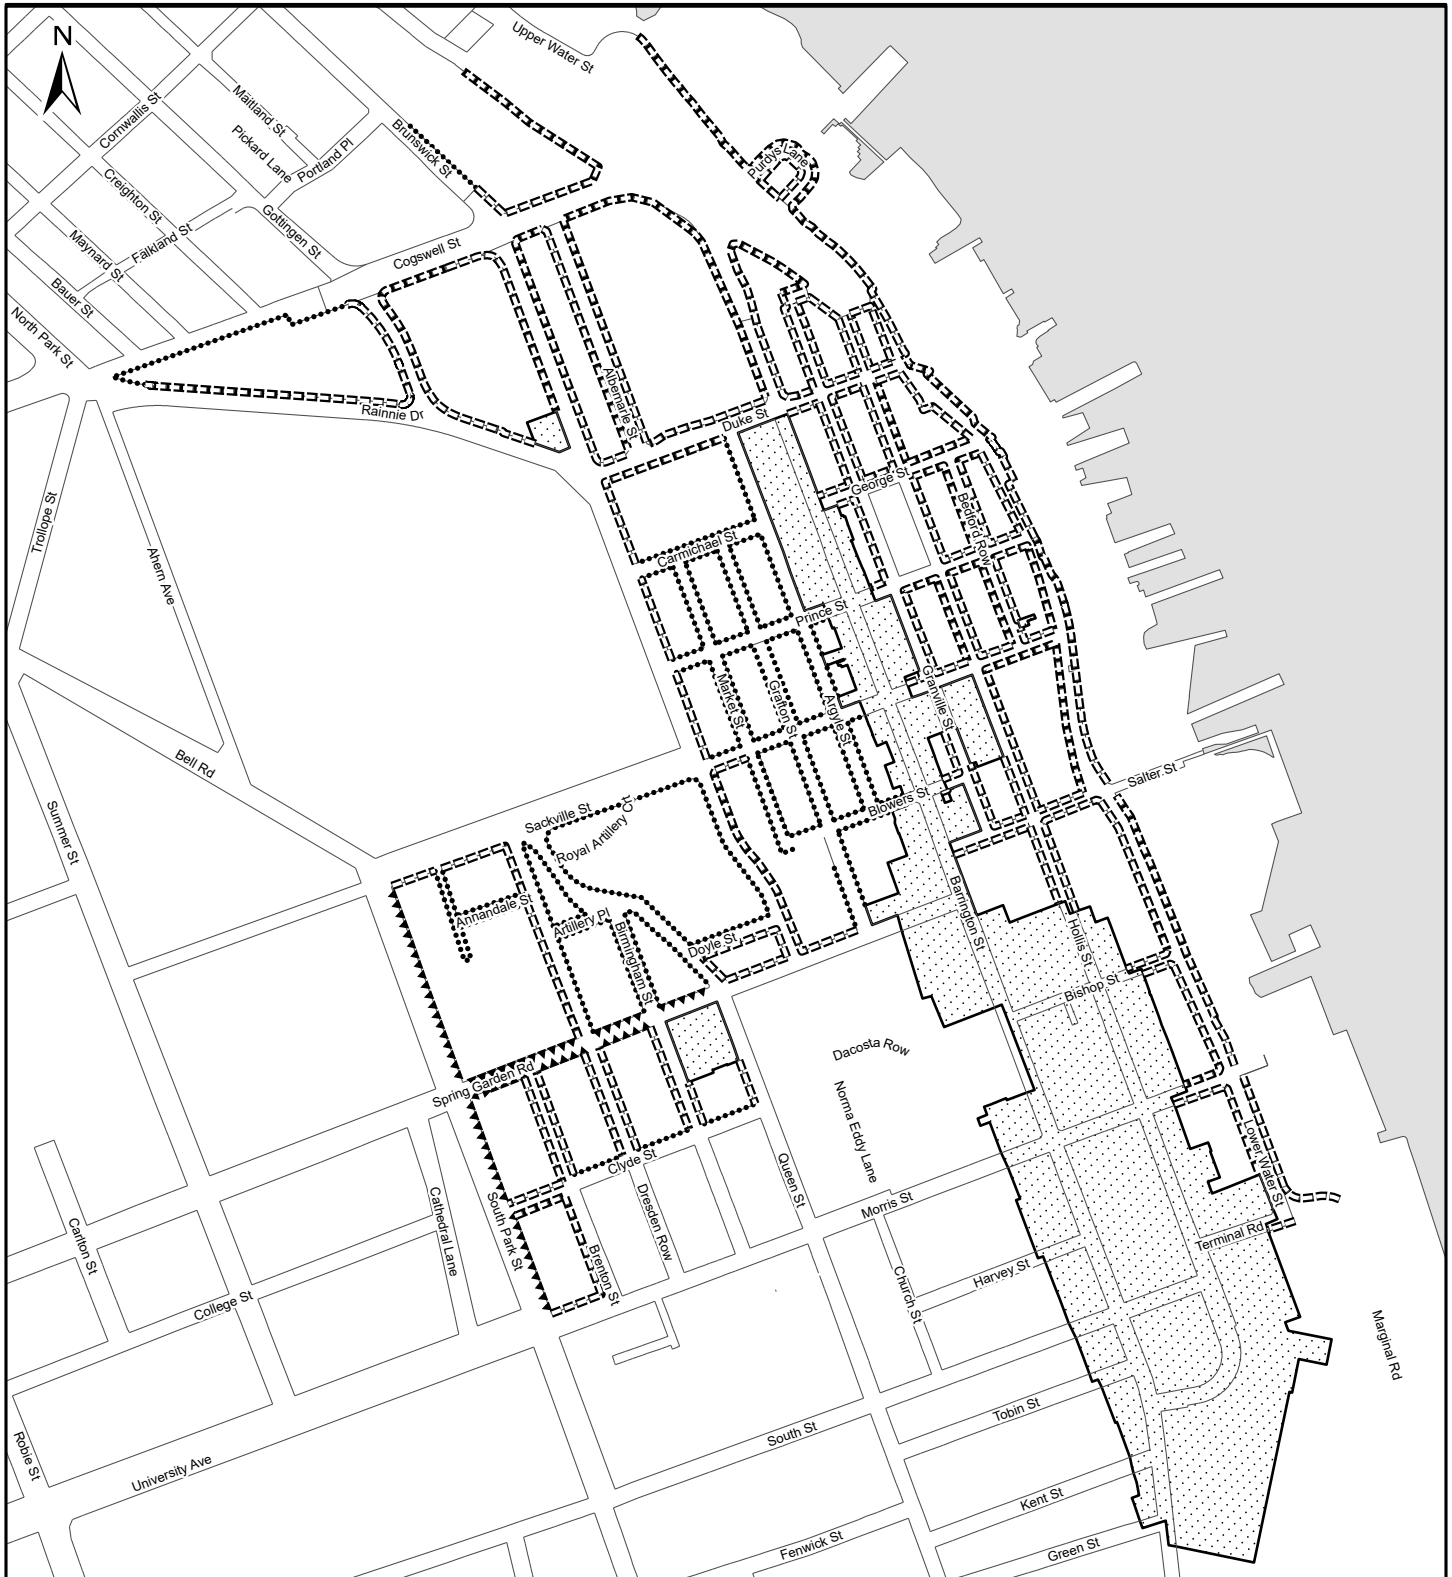 N
Upper Water St
Maitland St
Cornwallis St
Pickard Lane
Portland Pl
Brunswick St
Purdys Lane
Creighton St
Gottingen St
Falkland St
Maynard St
Cogswell St
Bauer St
North Park St
Rainnie Dr
Albemarle St
Duke St
George St
Trollope St
Bedford Row
Carmichael St
Ahern Ave
Prince St
Granville St
Market St
Grafton St
Argyle St
Bell Rd
Salter St
Blowers St
Summer St
Sackville St
Royal Artillery Crt
Annandale St
Artillery Pl
Birmingham St
Doyle St
Barrington St
Hollis St
Bishop St
Dacosta Row
Spring Garden Rd
Norma Eddy Lane
Lower Water St
Clyde St
Queen St
Dresden Row
South Park St
Cathedral Lane
Morris St
Carlton St
Terminal Rd
Brenton St
Harvey St
Church St
College St
Marginal Rd
Tobin St
South St
Robie St
University Ave
Kent St
Fenwick St
Green St